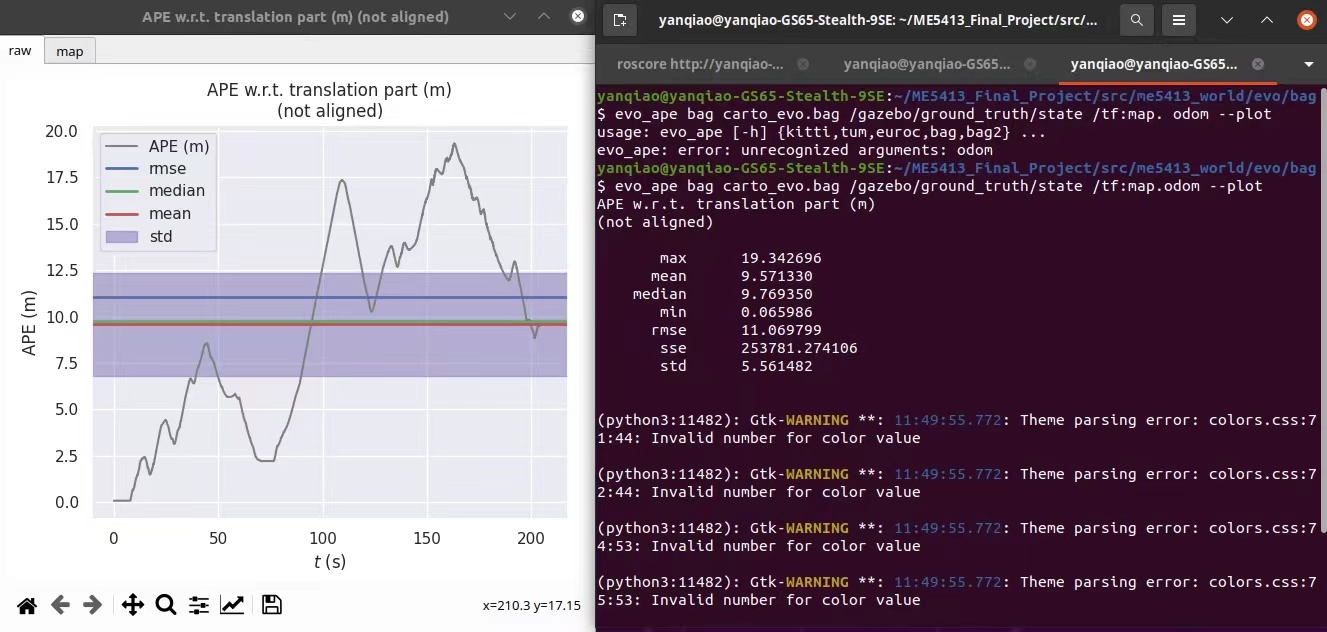 APE w.r.t. translation part (m) (not aligned)
raw
map
APE w.r.t. translation part (m)
(not aligned)
20.0
17.5
15.0
12.5
10.0
7.5
5.0
2.5
0.0
APE (m)
APE (m)
rmse
median
mean
std
0
50
100
150
200
t (s)
x=210.3 y=17.15
yanqiao@yanqiao-GS65-Stealth-9SE: ~/ME5413_Final_Project/src/...
roscore http://yanqiao-...
yanqiao@yanqiao-GS65...
yanqiao@yanqiao-GS65...
yanqiao@yanqiao-GS65-Stealth-9SE:~/ME5413_Final_Project/src/me5413_world/evo/bag
$ evo_ape bag carto_evo.bag /gazebo/ground_truth/state /tf:map. odom --plot
usage: evo_ape [-h] {kitti,tum,euroc,bag,bag2} ...
evo_ape: error: unrecognized arguments: odom
yanqiao@yanqiao-GS65-Stealth-9SE:~/ME5413_Final_Project/src/me5413_world/evo/bag
$ evo_ape bag carto_evo.bag /gazebo/ground_truth/state /tf:map.odom --plot
APE w.r.t. translation part (m)
(not aligned)
max 19.342696
mean 9.571330
median 9.769350
min 0.065986
rmse 11.069799
sse 253781.274106
std 5.561482
(python3:11482): Gtk-WARNING **: 11:49:55.772: Theme parsing error: colors.css:7
1:44: Invalid number for color value
(python3:11482): Gtk-WARNING **: 11:49:55.772: Theme parsing error: colors.css:7
2:44: Invalid number for color value
(python3:11482): Gtk-WARNING **: 11:49:55.772: Theme parsing error: colors.css:7
4:53: Invalid number for color value
(python3:11482): Gtk-WARNING **: 11:49:55.772: Theme parsing error: colors.css:7
5:53: Invalid number for color value